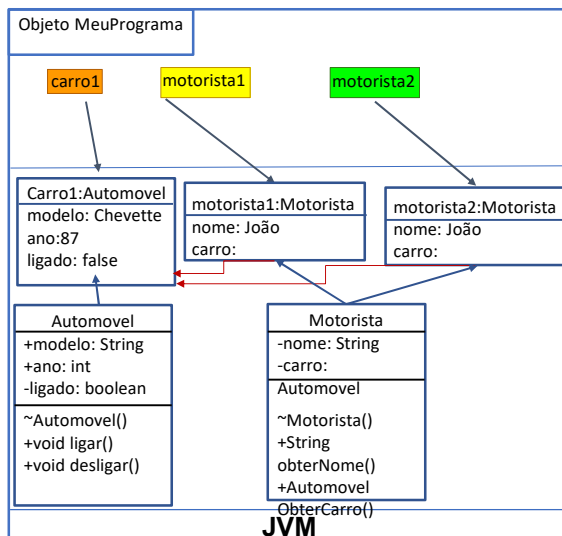 Objeto MeuPrograma
carro1
motorista1
motorista2
Carro1:Automovel
modelo: Chevette
ano:87
ligado: false
motorista1:Motorista
nome: João
carro:
motorista2:Motorista
nome: João
carro:
Automovel
+modelo: String
+ano: int
-ligado: boolean
~Automovel()
+void ligar()
+void desligar()
Motorista
-nome: String
-carro:
Automovel
~Motorista()
+String
obterNome()
+Automovel
ObterCarro()
JVM